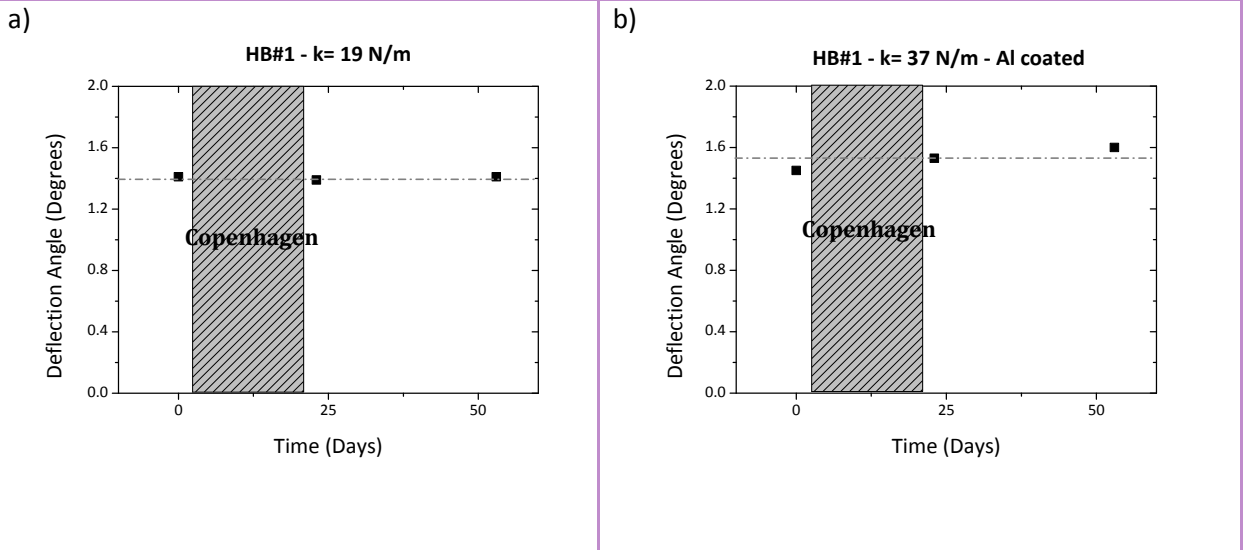 a)
HB#1 - k= 19 N/m
2.0
1.6
1.2
0.8
0.4
0.0
Deflection Angle (Degrees)
Copenhagen
0
25
50
Time (Days)
b)
HB#1 - k= 37 N/m - Al coated
2.0
1.6
1.2
0.8
0.4
0.0
Deflection Angle (Degrees)
Copenhagen
0
25
50
Time (Days)